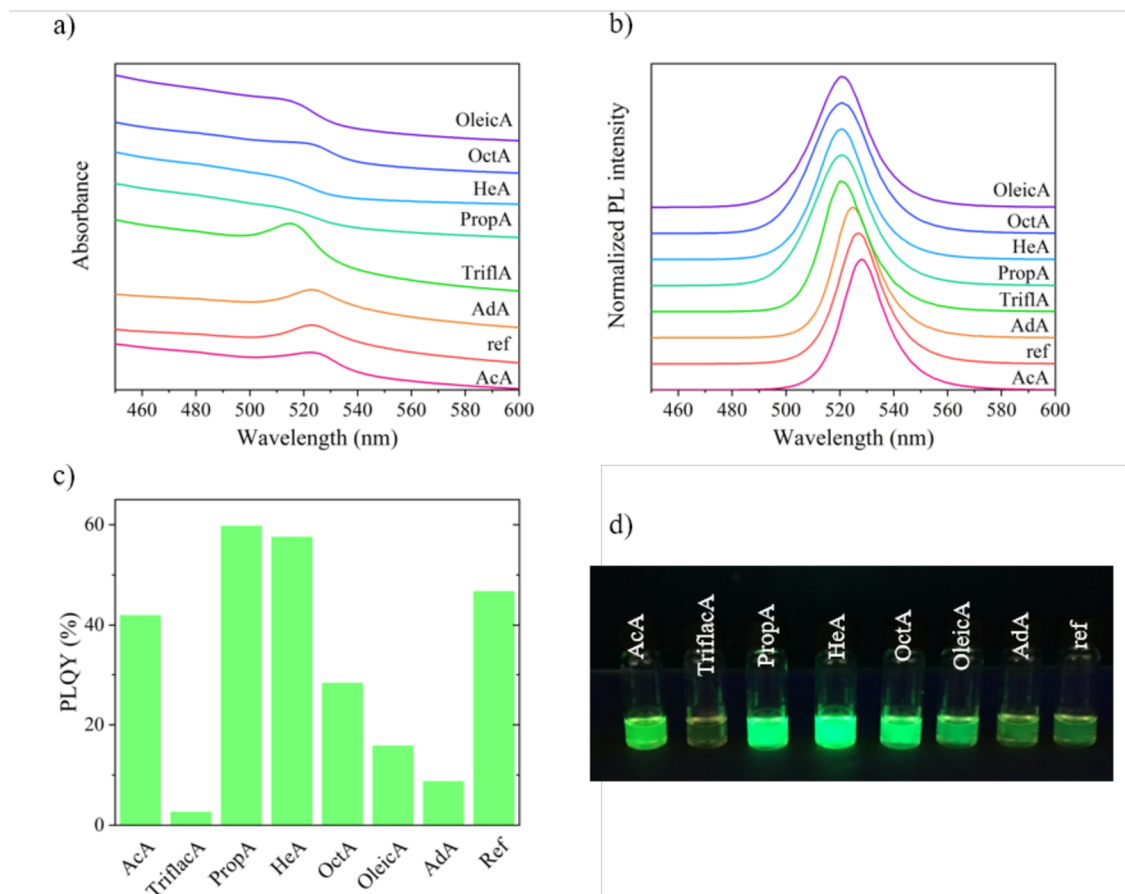 a)
Absorbance
OleicA
OctA
HeA
PropA
TriflA
AdA
ref
AcA
460 480 500 520 540 560 580 600
Wavelength (nm)
b)
Normalized PL intensity
OleicA
OctA
HeA
PropA
TriflA
AdA
ref
AcA
460 480 500 520 540 560 580 600
Wavelength (nm)
c)
PLQY (%)
60
40
20
0
AcA
TriflacA
PropA
HeA
OctA
OleicA
AdA
Ref
d)
AcA
TriflacA
PropA
HeA
OctA
OleicA
AdA
ref